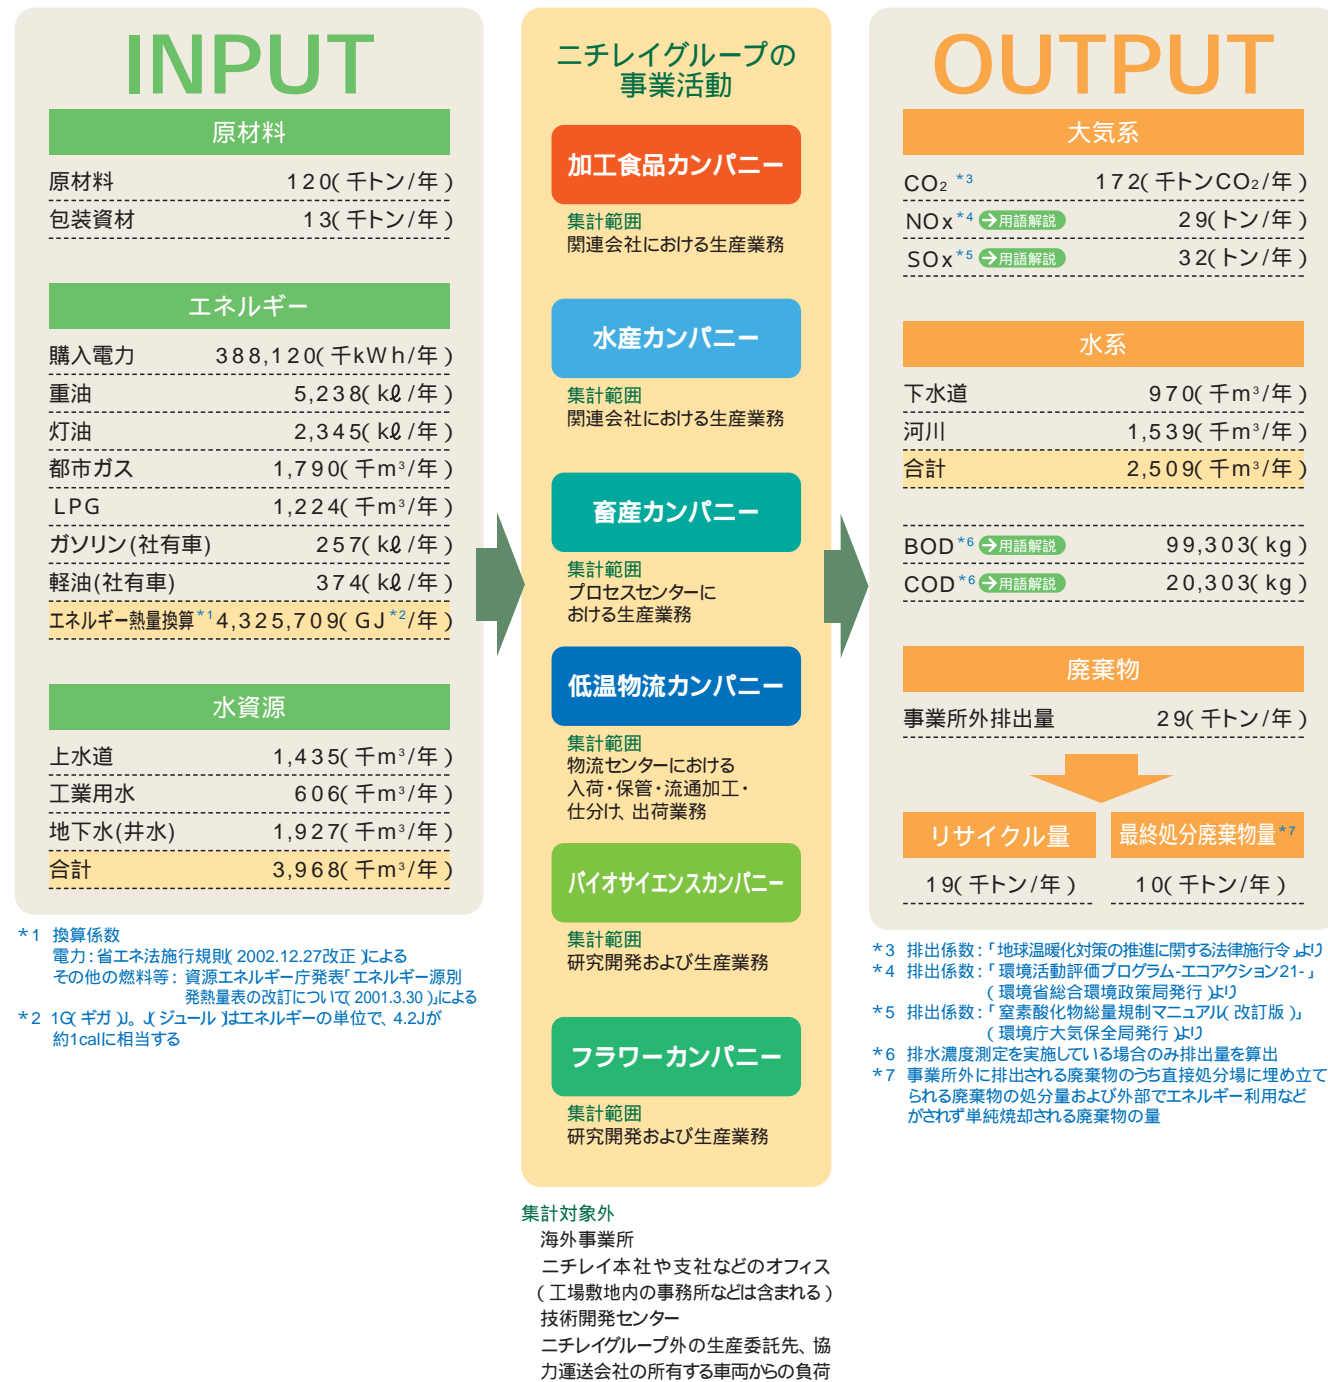 INPUT
原材料
原材料 120(千トン/年)
包装資材 13(千トン/年)
エネルギー
購入電力 388,120(千kWh/年)
重油 5,238(kℓ/年)
灯油 2,345(kℓ/年)
都市ガス 1,790(千m³/年)
LPG 1,224(千m³/年)
ガソリン(社有車) 257(kℓ/年)
軽油(社有車) 374(kℓ/年)
エネルギー熱量換算*1 4,325,709(GJ*2/年)
水資源
上水道 1,435(千m³/年)
工業用水 606(千m³/年)
地下水(井水) 1,927(千m³/年)
合計 3,968(千m³/年)
*1 換算係数
電力:省エネ法施行規則(2002.12.27改正)による
その他の燃料等:資源エネルギー庁発表「エネルギー源別
発熱量表の改訂について(2001.3.30)」による
*2 1G(ギガ)J。J(ジュール)はエネルギーの単位で、4.2Jが
約1calに相当する
ニチレイグループの
事業活動
加工食品カンパニー
集計範囲
関連会社における生産業務
水産カンパニー
集計範囲
関連会社における生産業務
畜産カンパニー
集計範囲
プロセスセンターに
おける生産業務
低温物流カンパニー
集計範囲
物流センターにおける
入荷・保管・流通加工・
仕分け、出荷業務
バイオサイエンスカンパニー
集計範囲
研究開発および生産業務
フラワーカンパニー
集計範囲
研究開発および生産業務
集計対象外
海外事業所
ニチレイ本社や支社などのオフィス
(工場敷地内の事務所などは含まれる)
技術開発センター
ニチレイグループ外の生産委託先、協
力運送会社の所有する車両からの負荷
OUTPUT
大気系
CO₂ *3 172(千トンCO₂/年)
NOx*4 →用語解説 29(トン/年)
SOx*5 →用語解説 32(トン/年)
水系
下水道 970(千m³/年)
河川 1,539(千m³/年)
合計 2,509(千m³/年)
BOD*6 →用語解説 99,303(kg)
COD*6 →用語解説 20,303(kg)
廃棄物
事業所外排出量 29(千トン/年)
リサイクル量 最終処分廃棄物量*7
19(千トン/年) 10(千トン/年)
*3 排出係数:「地球温暖化対策の推進に関する法律施行令」より
*4 排出係数:「環境活動評価プログラム-エコアクション21-」
(環境省総合環境政策局発行)より
*5 排出係数:「窒素酸化物総量規制マニュアル(改訂版)」
(環境庁大気保全局発行)より
*6 排水濃度測定を実施している場合のみ排出量を算出
*7 事業所外に排出される廃棄物のうち直接処分場に埋め立て
られる廃棄物の処分量および外部でエネルギー利用など
がされず単純焼却される廃棄物の量